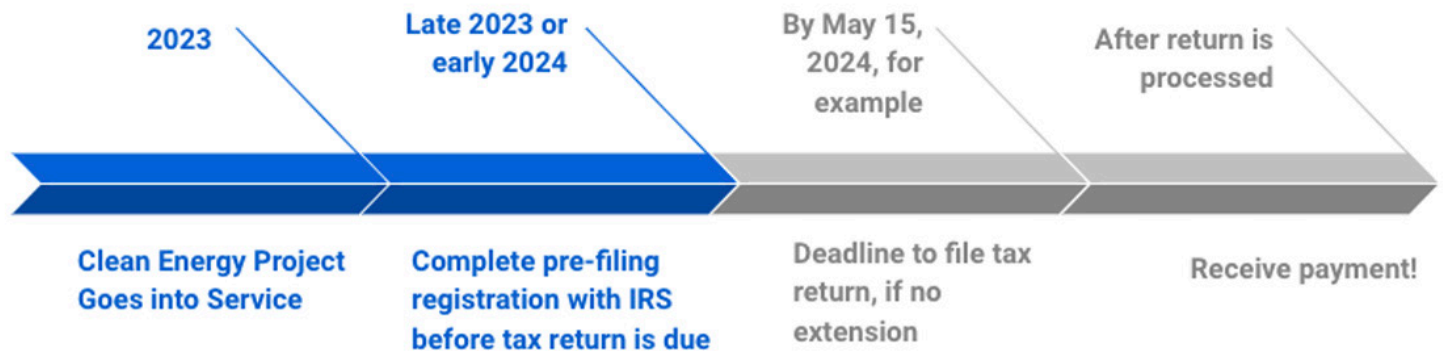 2023
Late 2023 or
early 2024
By May 15,
2024, for
example
After return is
processed
Clean Energy Project
Goes into Service
Complete pre-filing
registration with IRS
before tax return is due
Deadline to file tax
return, if no
extension
Receive payment!